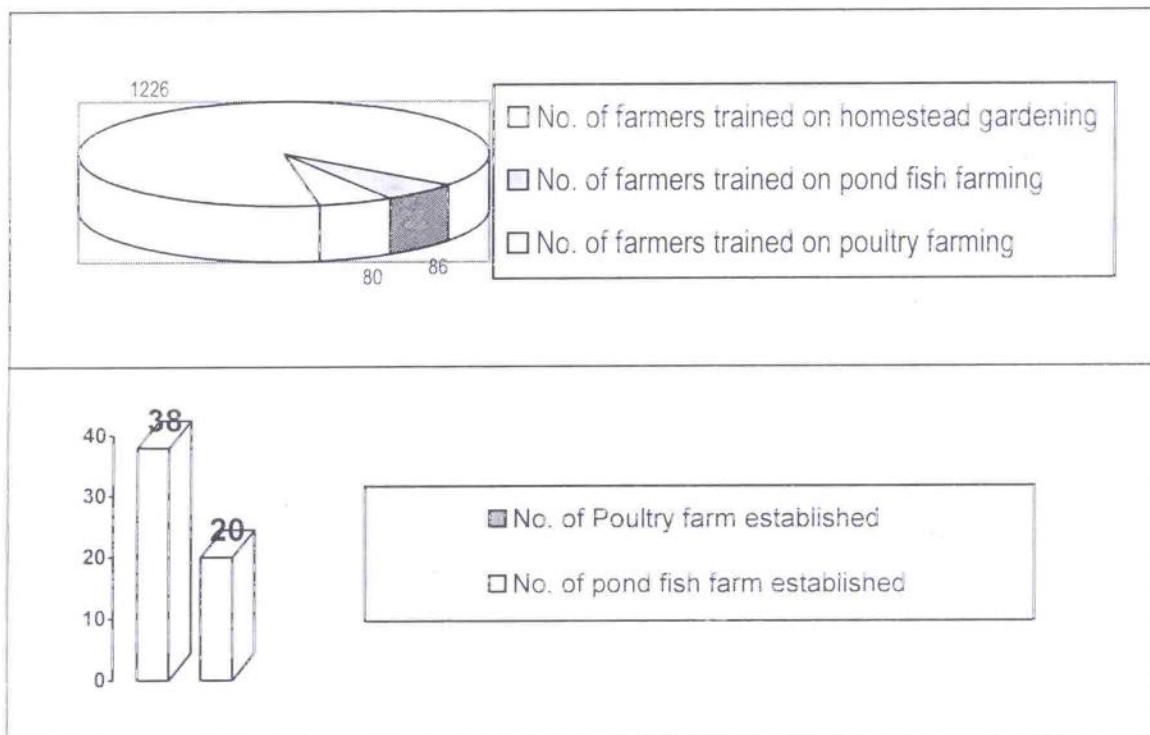 1226
No. of farmers trained on homestead gardening
No. of farmers trained on pond fish farming
No. of farmers trained on poultry farming
80
86
38
20
40
30
20
10
0
No. of Poultry farm established
No. of pond fish farm established